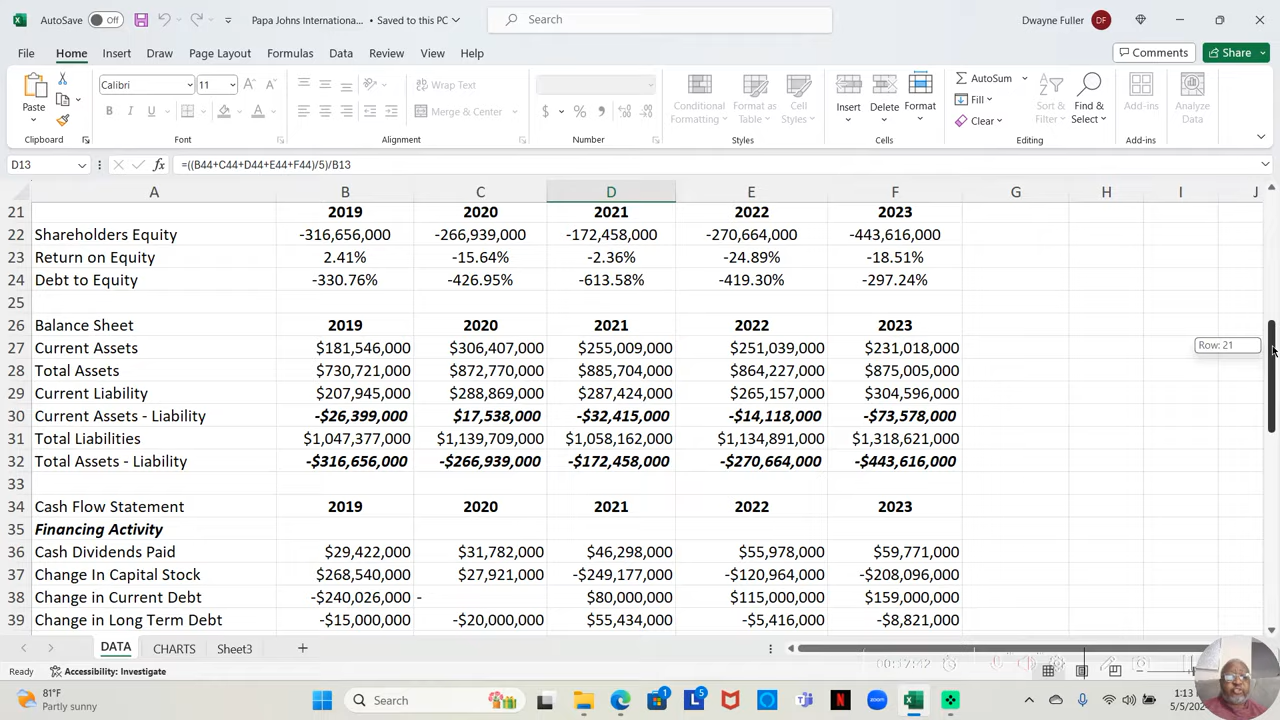 AutoSave Off Papa Johns Internationa... • Saved to this PC Search Dwayne Fuller DF
File Home Insert Draw Page Layout Formulas Data Review View Help Comments Share
Paste Calibri 11 Wrap Text Conditional Format as Cell Insert Delete Format AutoSum Sort & Find & Add-ins Analyze
B I U A Merge & Center $ % Formatting Table Styles Fill Filter Select Data
Clear
Clipboard Font Alignment Number Styles Cells Editing Add-ins
D13 fx =((B44+C44+D44+E44+F44)/5)/B13
A B C D E F G H I J
21 2019 2020 2021 2022 2023
22 Shareholders Equity -316,656,000 -266,939,000 -172,458,000 -270,664,000 -443,616,000
23 Return on Equity 2.41% -15.64% -2.36% -24.89% -18.51%
24 Debt to Equity -330.76% -426.95% -613.58% -419.30% -297.24%
25
26 Balance Sheet 2019 2020 2021 2022 2023
27 Current Assets $181,546,000 $306,407,000 $255,009,000 $251,039,000 $231,018,000
Row: 21
28 Total Assets $730,721,000 $872,770,000 $885,704,000 $864,227,000 $875,005,000
29 Current Liability $207,945,000 $288,869,000 $287,424,000 $265,157,000 $304,596,000
30 Current Assets - Liability -$26,399,000 $17,538,000 -$32,415,000 -$14,118,000 -$73,578,000
31 Total Liabilities $1,047,377,000 $1,139,709,000 $1,058,162,000 $1,134,891,000 $1,318,621,000
32 Total Assets - Liability -$316,656,000 -$266,939,000 -$172,458,000 -$270,664,000 -$443,616,000
33
34 Cash Flow Statement 2019 2020 2021 2022 2023
35 Financing Activity
36 Cash Dividends Paid $29,422,000 $31,782,000 $46,298,000 $55,978,000 $59,771,000
37 Change In Capital Stock $268,540,000 $27,921,000 -$249,177,000 -$120,964,000 -$208,096,000
38 Change in Current Debt -$240,026,000 - $80,000,000 $115,000,000 $159,000,000
39 Change in Long Term Debt -$15,000,000 -$20,000,000 $55,434,000 -$5,416,000 -$8,821,000
DATA CHARTS Sheet3
Ready Accessibility: Investigate 00:17:42
81°F Search 1:13
Partly sunny 5/5/